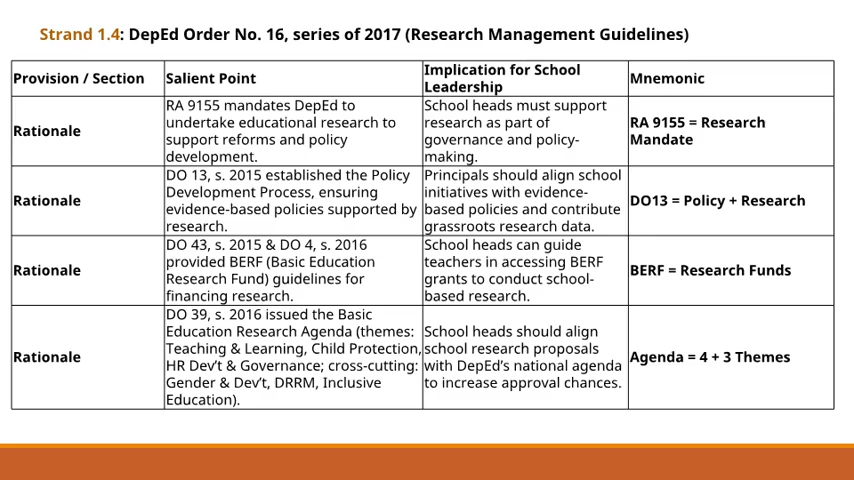 Strand 1.4: DepEd Order No. 16, series of 2017 (Research Management Guidelines)
Provision / Section
Salient Point
Implication for School
Leadership
Mnemonic
Rationale
RA 9155 mandates DepEd to
undertake educational research to
support reforms and policy
development.
School heads must support
research as part of
governance and policy-
making.
RA 9155 = Research
Mandate
Rationale
DO 13, s. 2015 established the Policy
Development Process, ensuring
evidence-based policies supported by
research.
Principals should align school
initiatives with evidence-
based policies and contribute
grassroots research data.
DO13 = Policy + Research
Rationale
DO 43, s. 2015 & DO 4, s. 2016
provided BERF (Basic Education
Research Fund) guidelines for
financing research.
School heads can guide
teachers in accessing BERF
grants to conduct school-
based research.
BERF = Research Funds
Rationale
DO 39, s. 2016 issued the Basic
Education Research Agenda (themes:
Teaching & Learning, Child Protection,
HR Dev’t & Governance; cross-cutting:
Gender & Dev’t, DRRM, Inclusive
Education).
School heads should align
school research proposals
with DepEd’s national agenda
to increase approval chances.
Agenda = 4 + 3 Themes